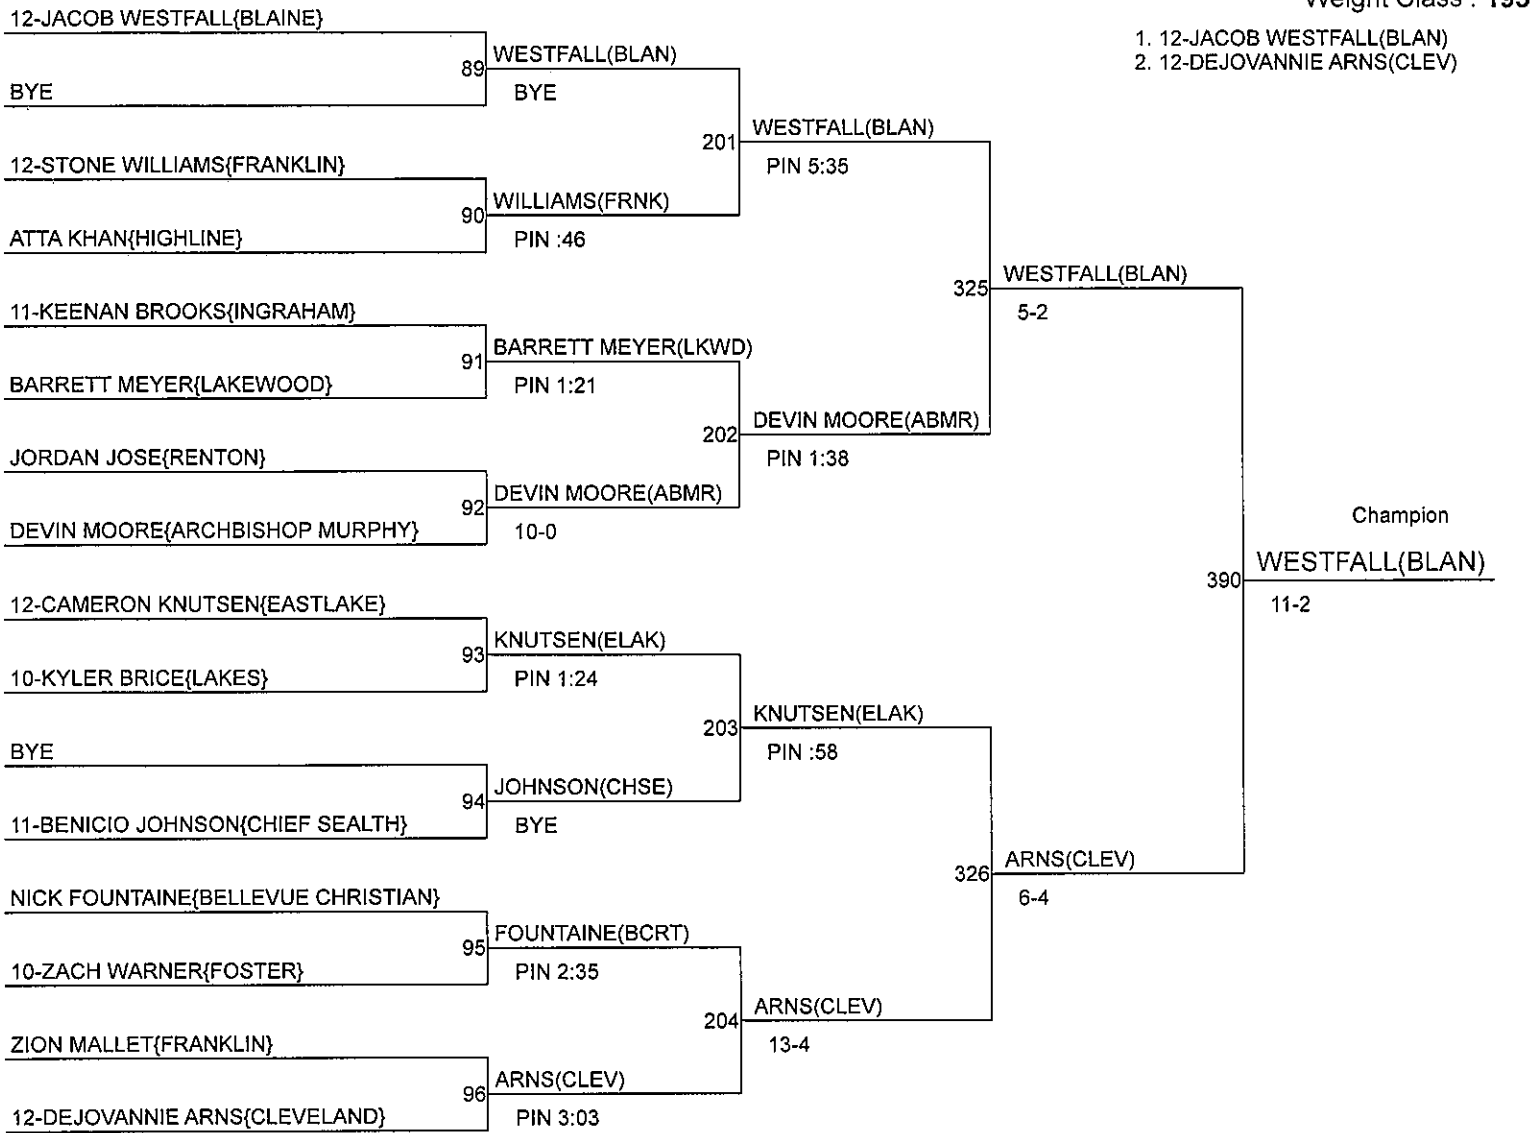 Weight Class : 195
1. 12-JACOB WESTFALL(BLAN)
2. 12-DEJOVANNIE ARNS(CLEV)
12-JACOB WESTFALL{BLAINE}
89
WESTFALL(BLAN)
BYE
BYE
201
WESTFALL(BLAN)
PIN 5:35
12-STONE WILLIAMS{FRANKLIN}
90
WILLIAMS(FRNK)
PIN :46
ATTA KHAN{HIGHLINE}
325
WESTFALL(BLAN)
5-2
11-KEENAN BROOKS{INGRAHAM}
91
BARRETT MEYER(LKWD)
PIN 1:21
BARRETT MEYER{LAKEWOOD}
202
DEVIN MOORE(ABMR)
PIN 1:38
JORDAN JOSE{RENTON}
92
DEVIN MOORE(ABMR)
10-0
DEVIN MOORE{ARCHBISHOP MURPHY}
Champion
390
WESTFALL(BLAN)
11-2
12-CAMERON KNUTSEN{EASTLAKE}
93
KNUTSEN(ELAK)
PIN 1:24
10-KYLER BRICE{LAKES}
203
KNUTSEN(ELAK)
PIN :58
BYE
94
JOHNSON(CHSE)
BYE
11-BENICIO JOHNSON{CHIEF SEALTH}
326
ARNS(CLEV)
6-4
NICK FOUNTAINE{BELLEVUE CHRISTIAN}
95
FOUNTAINE(BCRT)
PIN 2:35
10-ZACH WARNER{FOSTER}
204
ARNS(CLEV)
13-4
ZION MALLET{FRANKLIN}
96
ARNS(CLEV)
PIN 3:03
12-DEJOVANNIE ARNS{CLEVELAND}